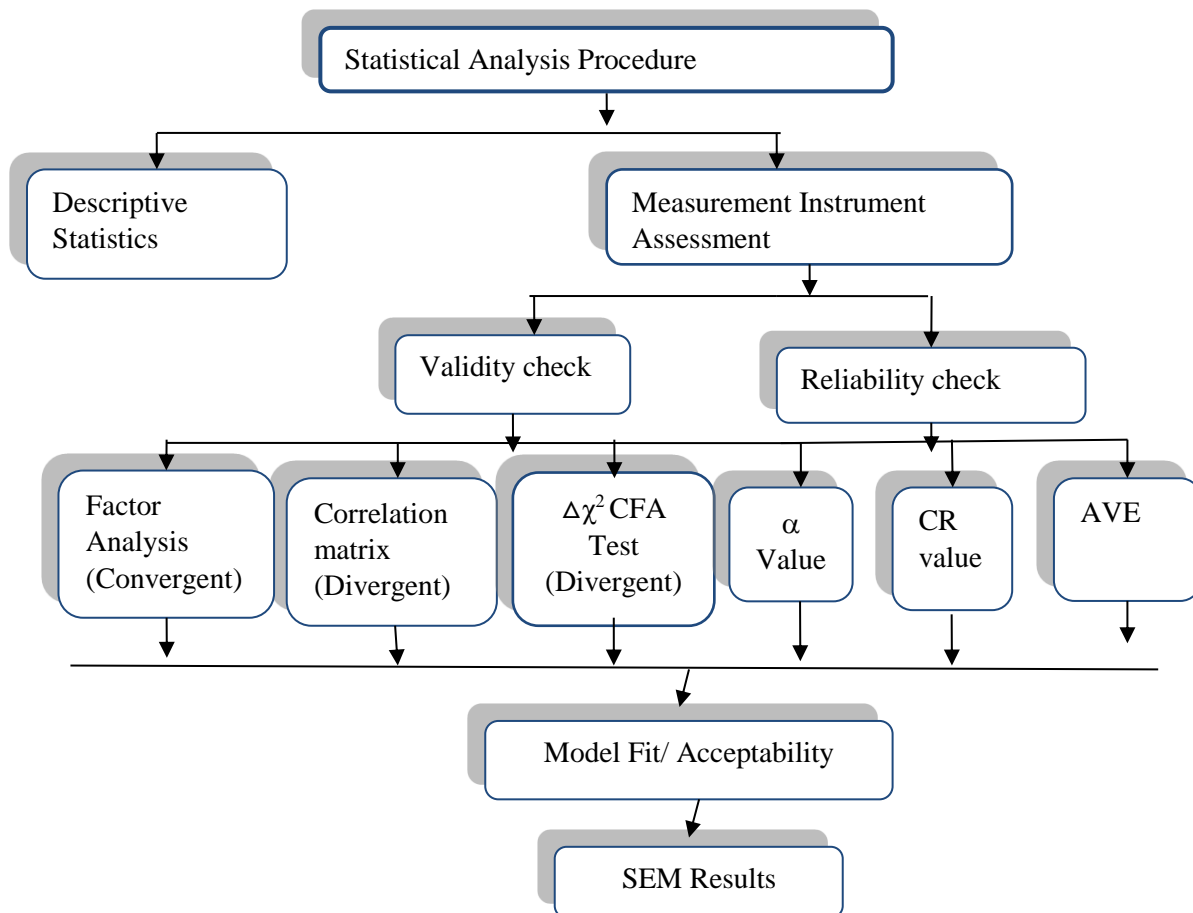 Statistical Analysis Procedure
Descriptive
Statistics
Measurement Instrument
Assessment
Validity check
Reliability check
Factor
Analysis
(Convergent)
Correlation
matrix
(Divergent)
Δχ² CFA
Test
(Divergent)
α
Value
CR
value
AVE
Model Fit/ Acceptability
SEM Results